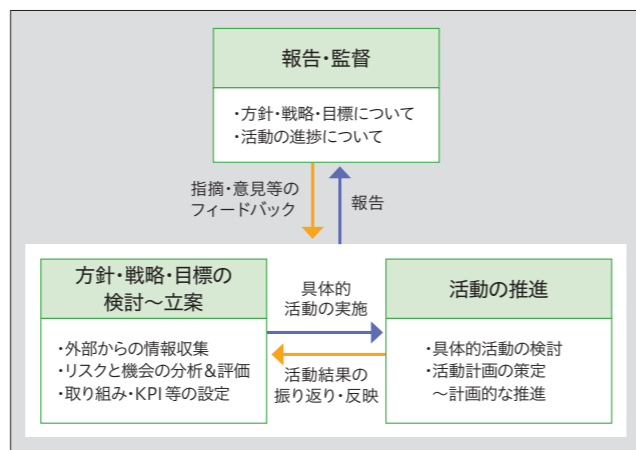 報告・監督
・方針・戦略・目標について
・活動の進捗について
指摘・意見等の
フィードバック
報告
方針・戦略・目標の
検討～立案
・外部からの情報収集
・リスクと機会の分析&評価
・取り組み・KPI等の設定
具体的
活動の実施
活動結果の
振り返り・反映
活動の推進
・具体的活動の検討
・活動計画の策定
～計画的な推進